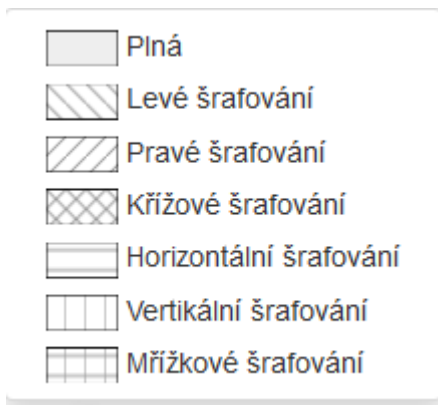 Plná
Levé šrafování
Pravé šrafování
Křížové šrafování
Horizontální šrafování
Vertikální šrafování
Mřížkové šrafování